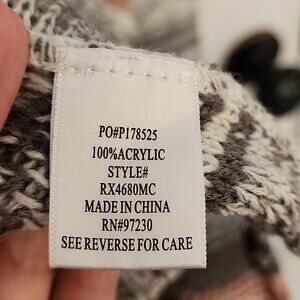 PO#P178525
100%ACRYLIC
STYLE#
RX4680MC
MADE IN CHINA
RN#97230
SEE REVERSE FOR CARE